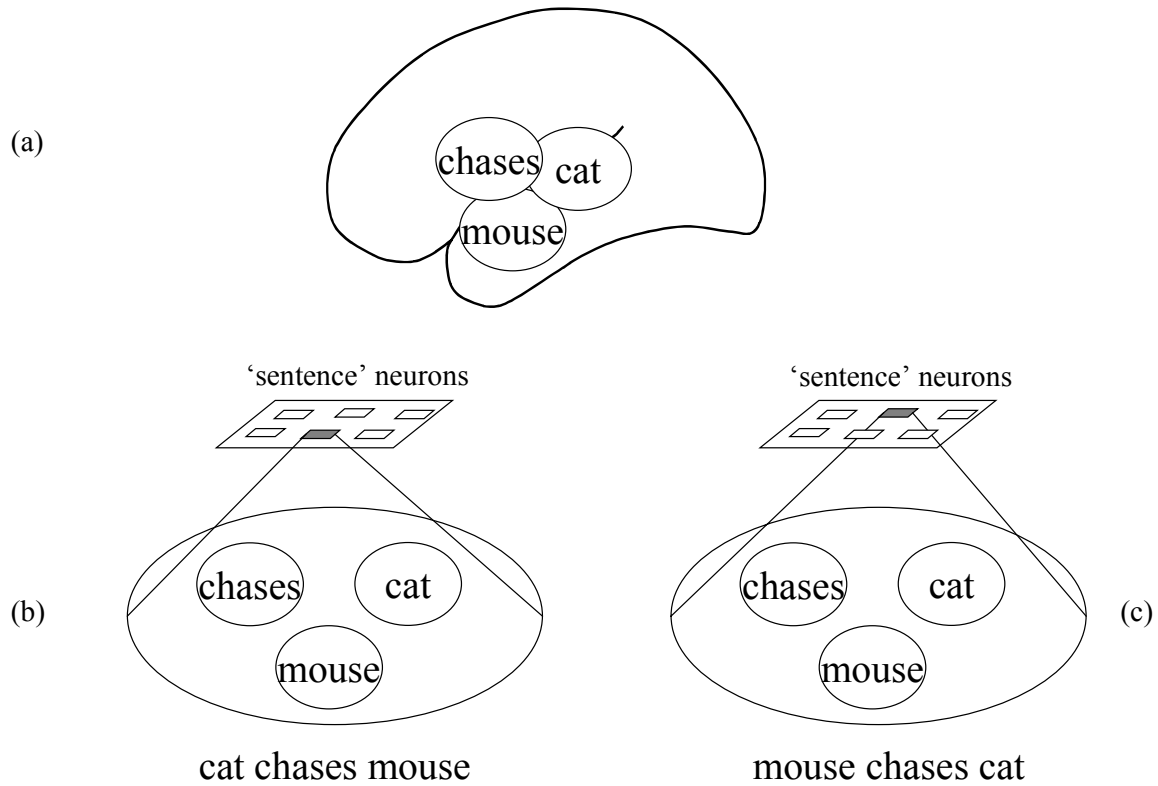 (a)
chases
cat
mouse
‘sentence’ neurons
‘sentence’ neurons
chases
cat
mouse
chases
cat
mouse
(b)
(c)
cat chases mouse
mouse chases cat